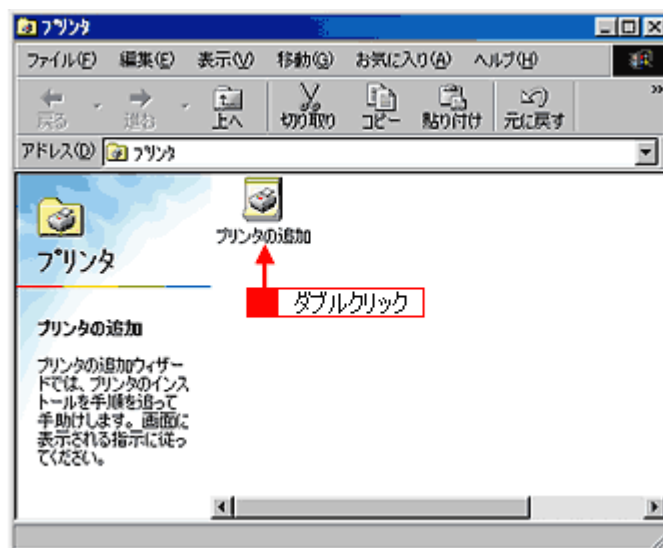 プリンタ
ファイル(F) 編集(E) 表示(V) 移動(G) お気に入り(A) ヘルプ(H)
戻る 進む 上へ 切り取り コピー 貼り付け 元に戻す »
アドレス(D) プリンタ
プリンタの追加
ダブルクリック
プリンタ
プリンタの追加
プリンタの追加ウィザー
ドでは、プリンタのインス
トールを手順を追って
手助けします。画面に
表示される指示に従っ
てください。